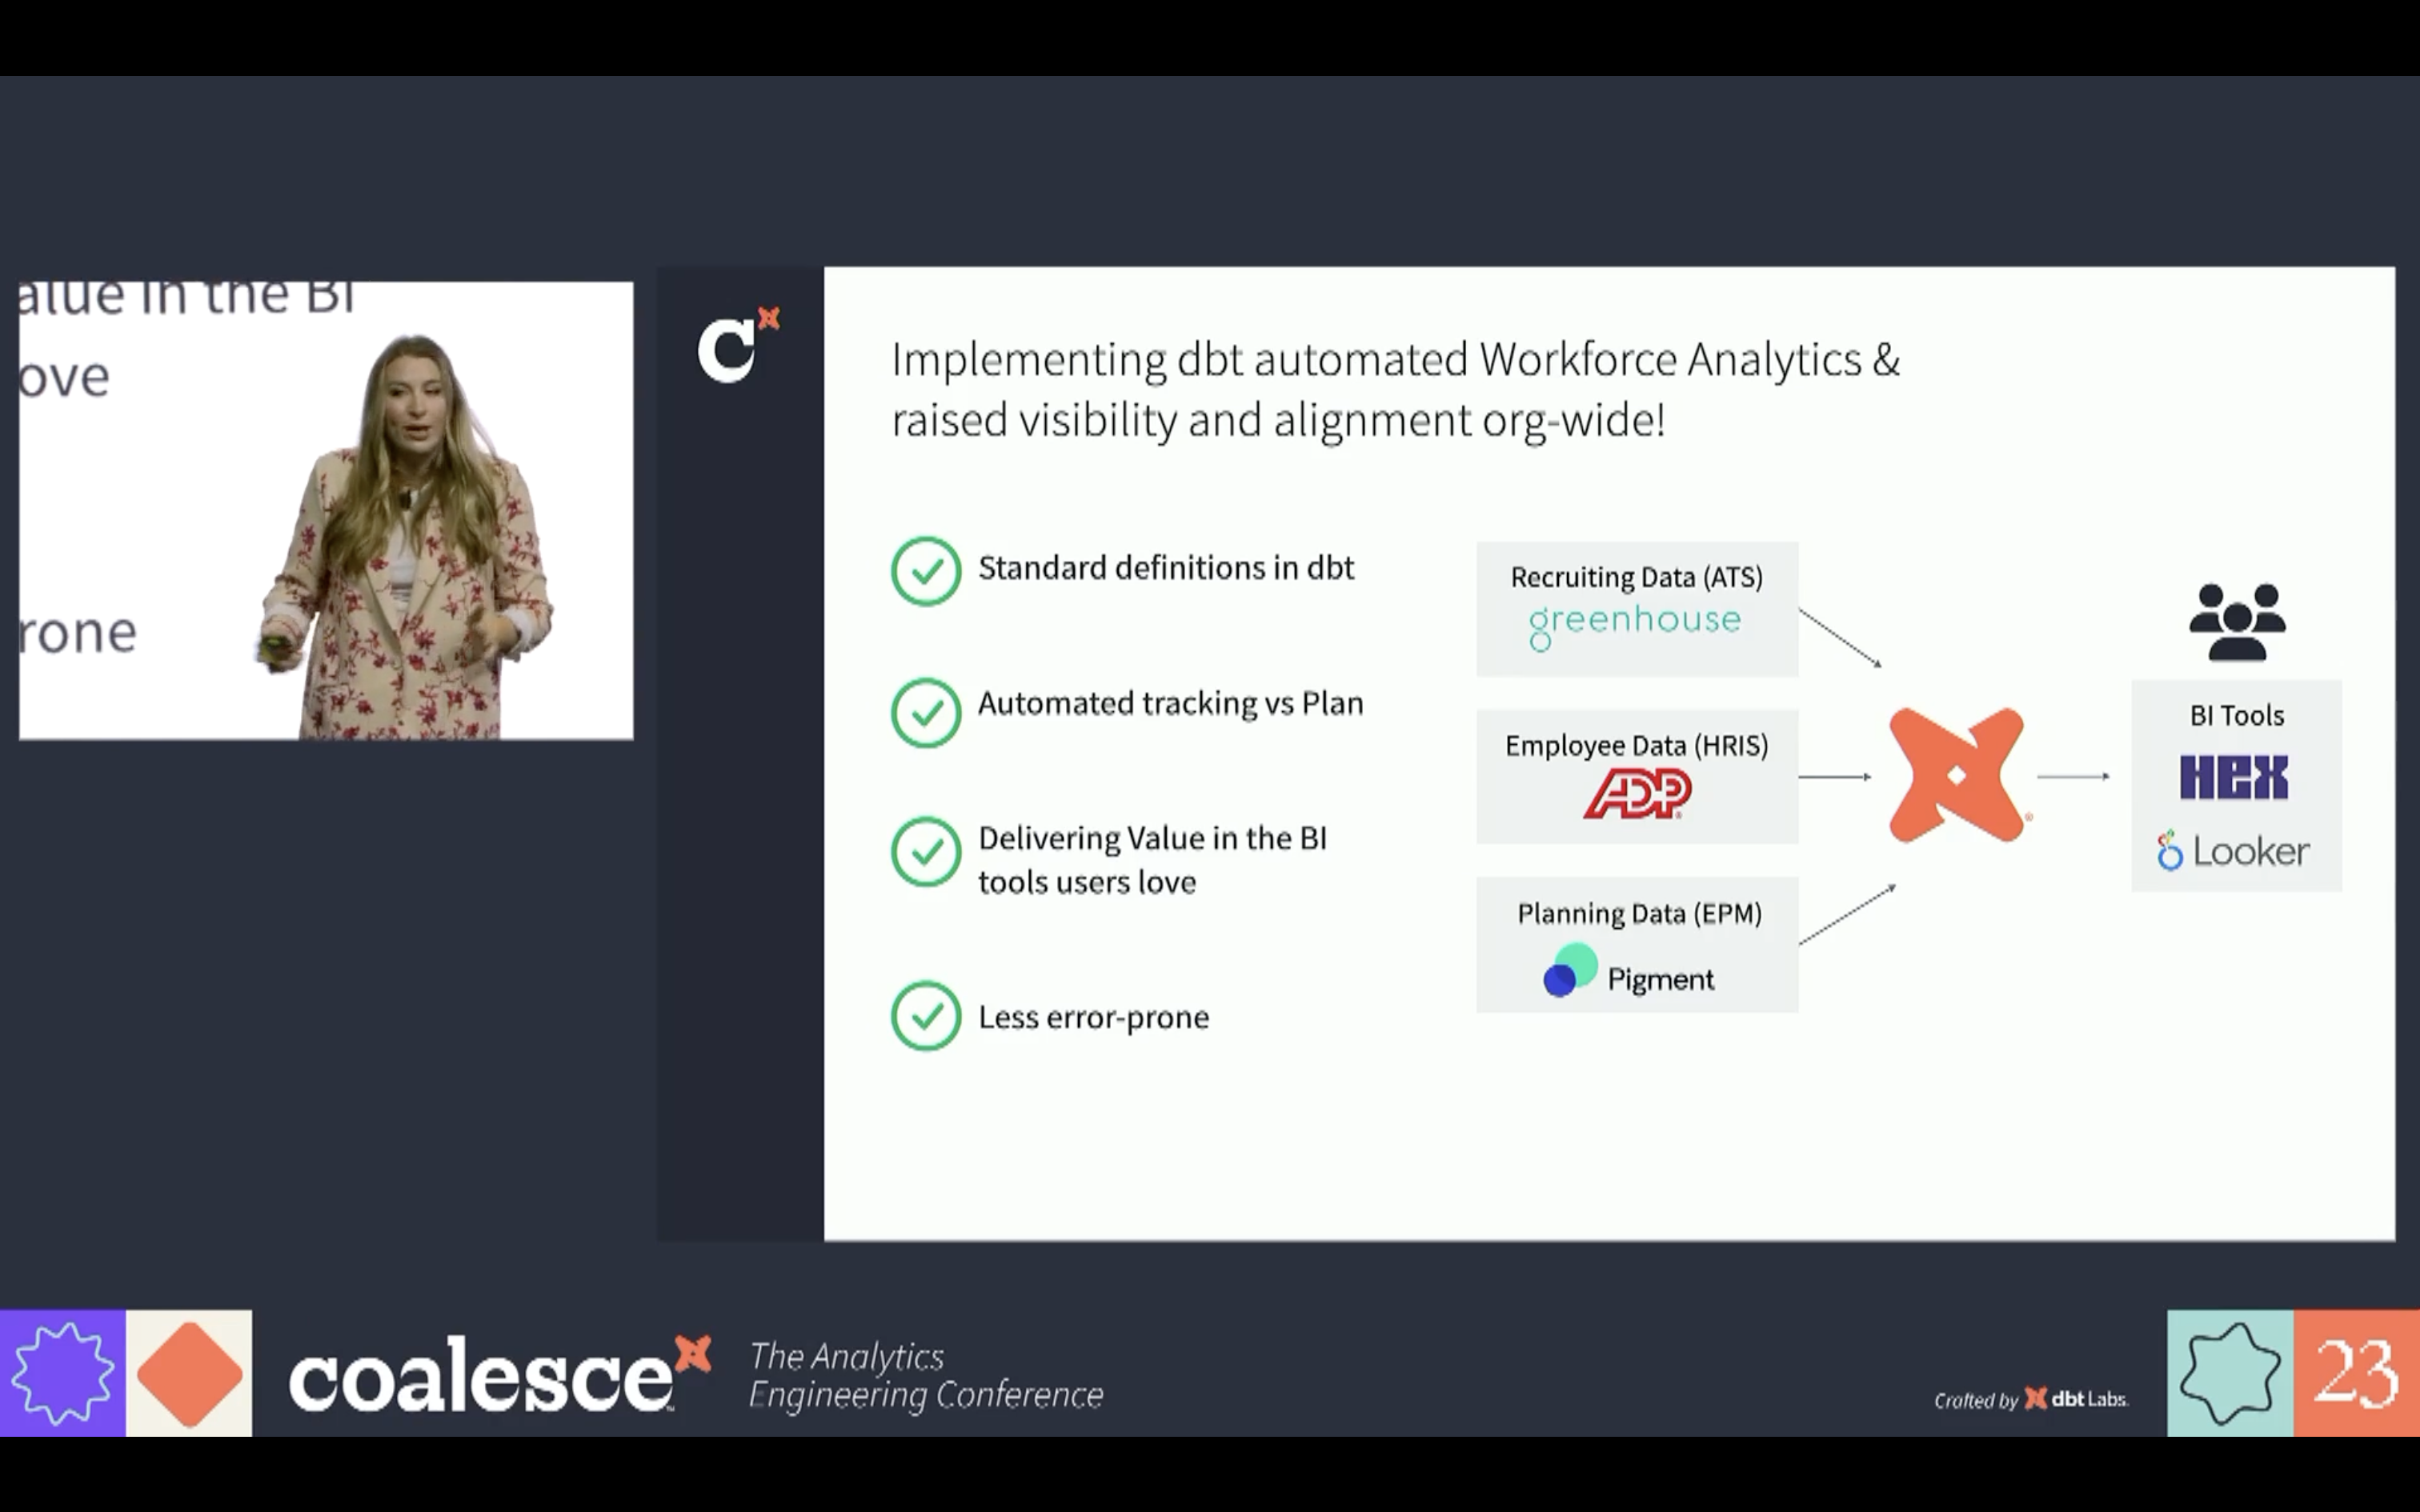 alue in the BI
ove
rone
C
Implementing dbt automated Workforce Analytics &
raised visibility and alignment org-wide!
Standard definitions in dbt
Automated tracking vs Plan
Delivering Value in the BI
tools users love
Less error-prone
Recruiting Data (ATS)
greenhouse
Employee Data (HRIS)
ADP
Planning Data (EPM)
Pigment
BI Tools
HEX
Looker
coalesce
The Analytics
Engineering Conference
Crafted by dbt Labs.
23